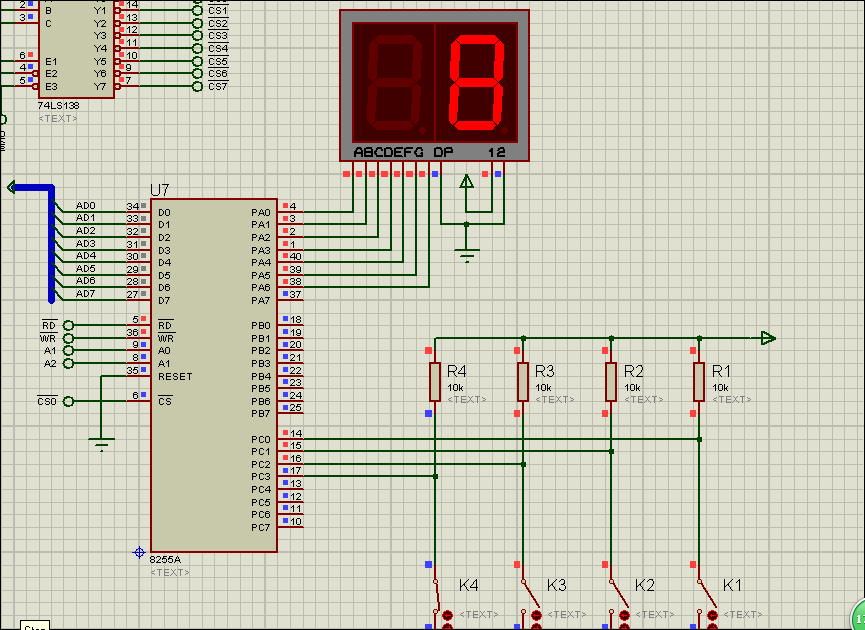 2 B Y1 14 CS1
3 C Y2 13 CS2
Y3 12 CS3
Y4 11 CS4
6 E1 Y5 10 CS5
4 E2 Y6 9 CS6
5 E3 Y7 7 CS7
74LS138
<TEXT>
ABCDEFG DP 12
U7
AD0 34 D0 PA0 4
AD1 33 D1 PA1 3
AD2 32 D2 PA2 2
AD3 31 D3 PA3 1
AD4 30 D4 PA4 40
AD5 29 D5 PA5 39
AD6 28 D6 PA6 38
AD7 27 D7 PA7 37
RD 5 RD PB0 18
WR 36 WR PB1 19
A1 9 A0 PB2 20
A2 8 A1 PB3 21
35 RESET PB4 22
PB5 23
CS0 6 CS PB6 24
PB7 25
R4 R3 R2 R1
10k 10k 10k 10k
<TEXT> <TEXT> <TEXT> <TEXT>
PC0 14
PC1 15
PC2 16
PC3 17
PC4 13
PC5 12
PC6 11
PC7 10
8255A
<TEXT>
K4 K3 K2 K1
<TEXT> <TEXT> <TEXT> <TEXT>